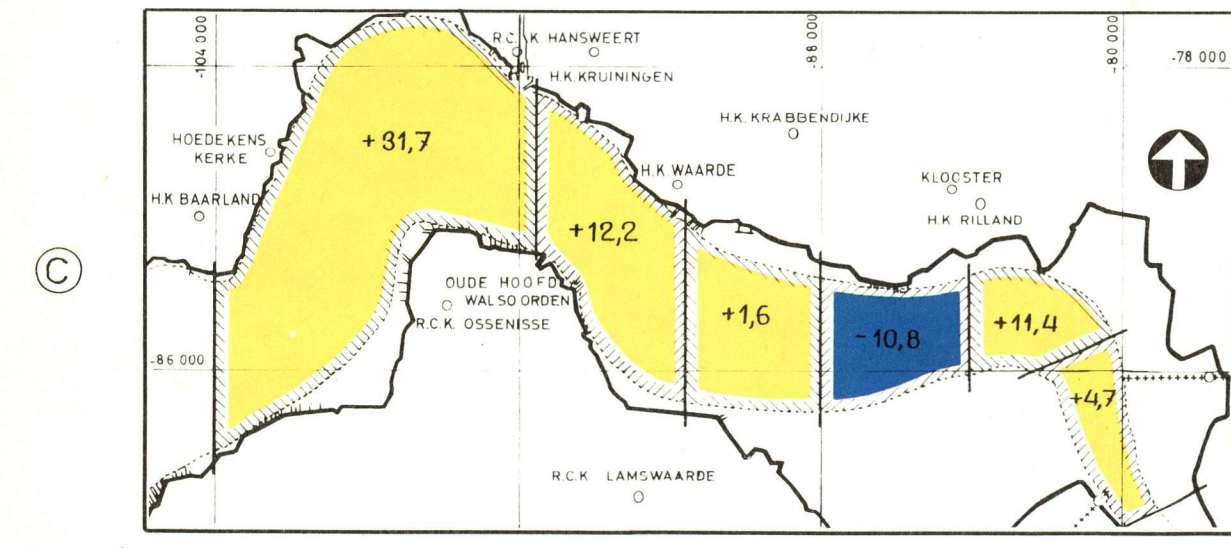 -104 000
R.C. K. HANSWEERT
-88 000
-80 000
-78 000
H.K. KRUININGEN
H.K. KRABBENDIJKE
+31,7
HOEDEKENS
KERKE
H.K WAARDE
KLOOSTER
H.K BAARLAND
H.K RILLAND
+12,2
C
OUDE HOOFD
WALSOORDEN
R.C.K. OSSENISSE
+1,6
-10,8
+11,4
-86 000
+4,7
R.C.K LAMSWAARDE